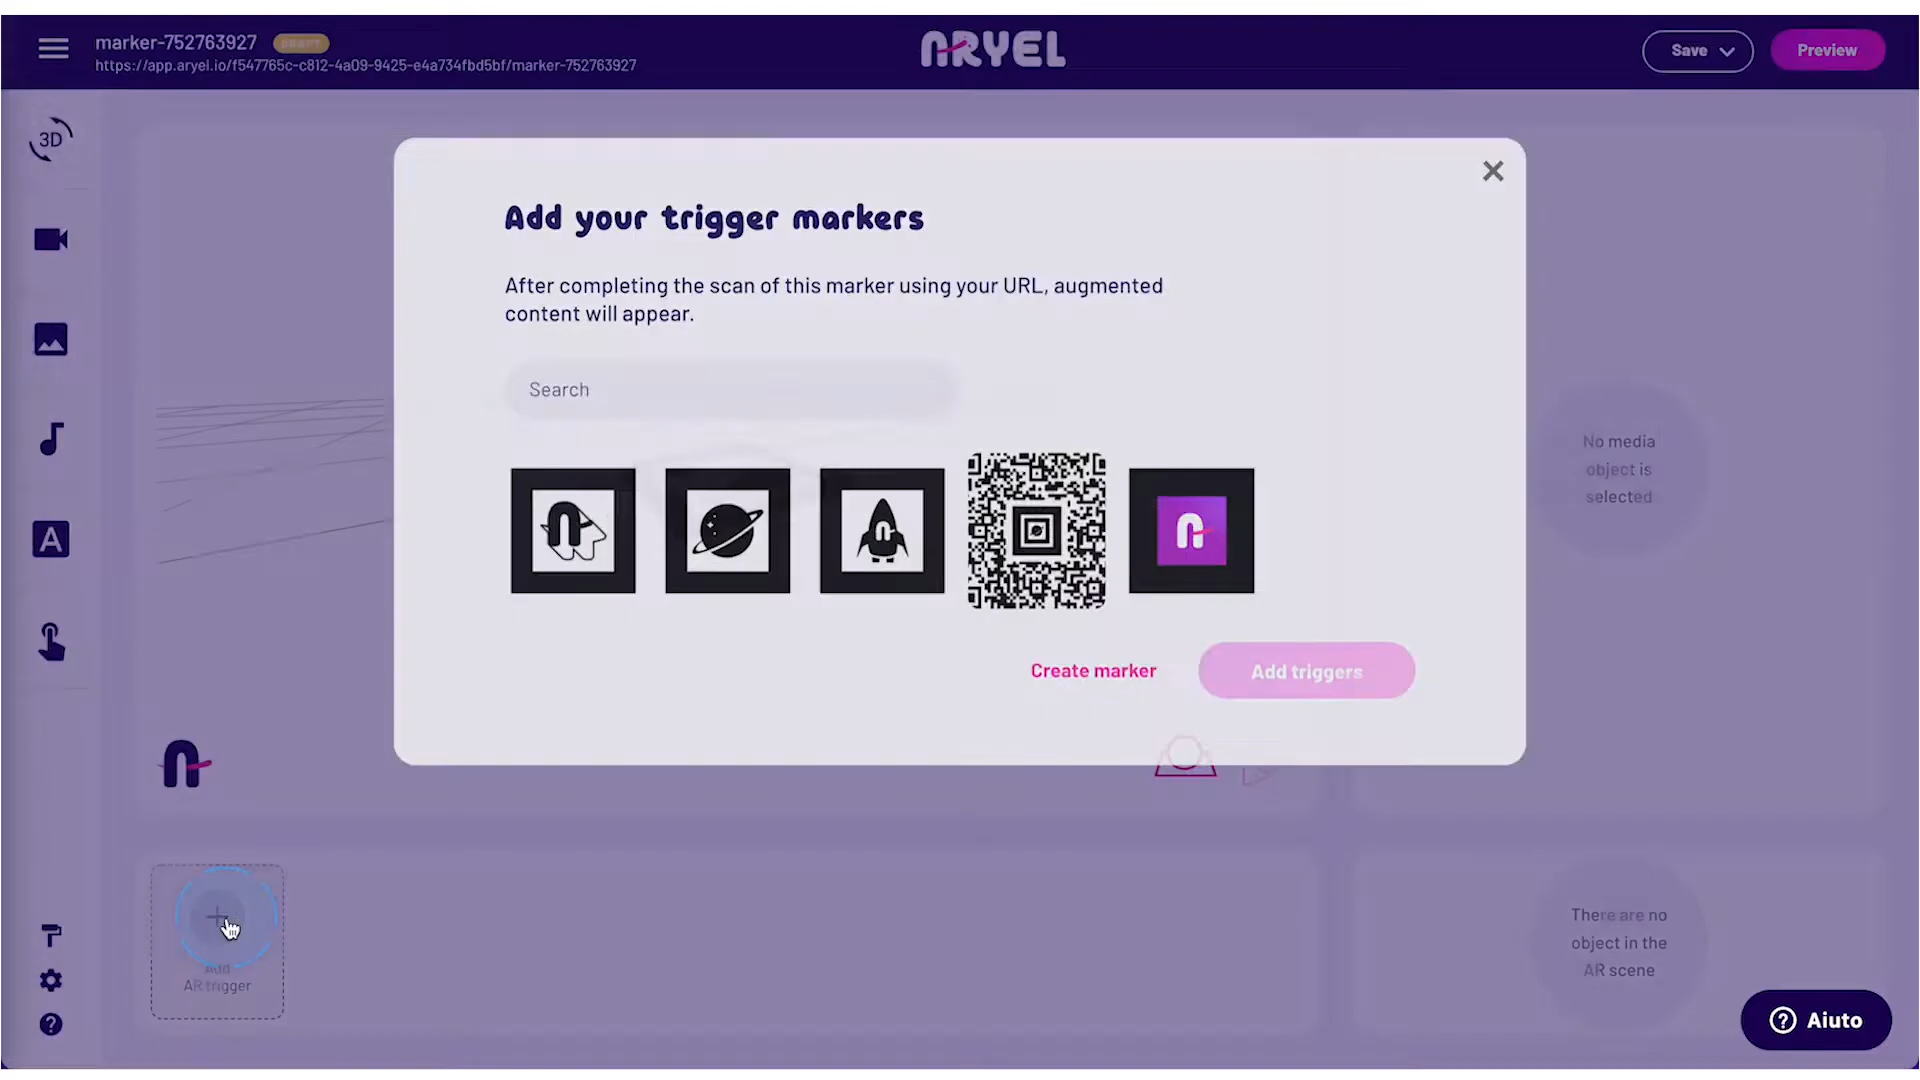 marker-752763927 DRAFT
https://app.aryel.io/f547765c-c812-4a09-9425-e4a734fbd5bf/marker-752763927
ARYEL
Save
Preview
3D
Add your trigger markers
After completing the scan of this marker using your URL, augmented
content will appear.
Search
Create marker
Add triggers
No media
object is
selected
A
Add
AR trigger
There are no
object in the
AR scene
Aiuto